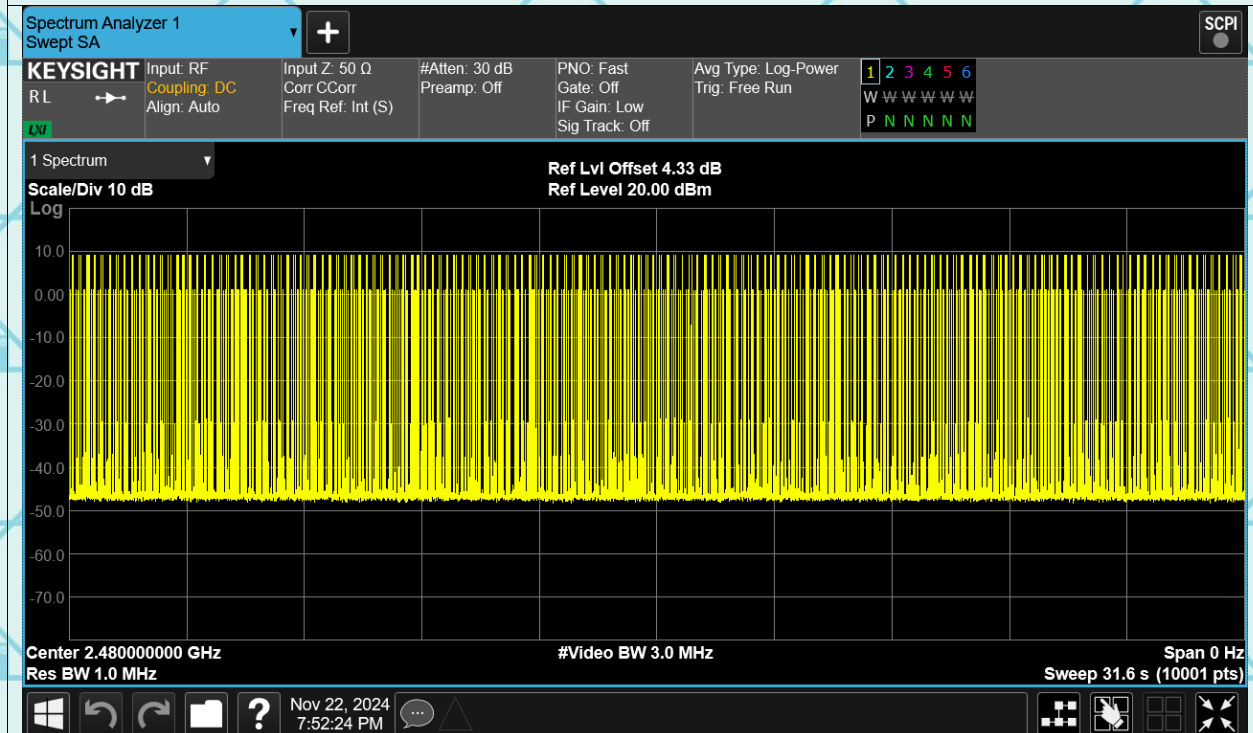 Spectrum Analyzer 1
Swept SA
+
SCPI
KEYSIGHT
R L
LXI
Input: RF
Coupling: DC
Align: Auto
Input Z: 50 Ω
Corr CCorr
Freq Ref: Int (S)
#Atten: 30 dB
Preamp: Off
PNO: Fast
Gate: Off
IF Gain: Low
Sig Track: Off
Avg Type: Log-Power
Trig: Free Run
1 2 3 4 5 6
W W W W W W
P N N N N N
1 Spectrum
Scale/Div 10 dB
Ref Lvl Offset 4.33 dB
Ref Level 20.00 dBm
Log
10.0
0.00
-10.0
-20.0
-30.0
-40.0
-50.0
-60.0
-70.0
Center 2.480000000 GHz
#Video BW 3.0 MHz
Span 0 Hz
Res BW 1.0 MHz
Sweep 31.6 s (10001 pts)
?
Nov 22, 2024
7:52:24 PM